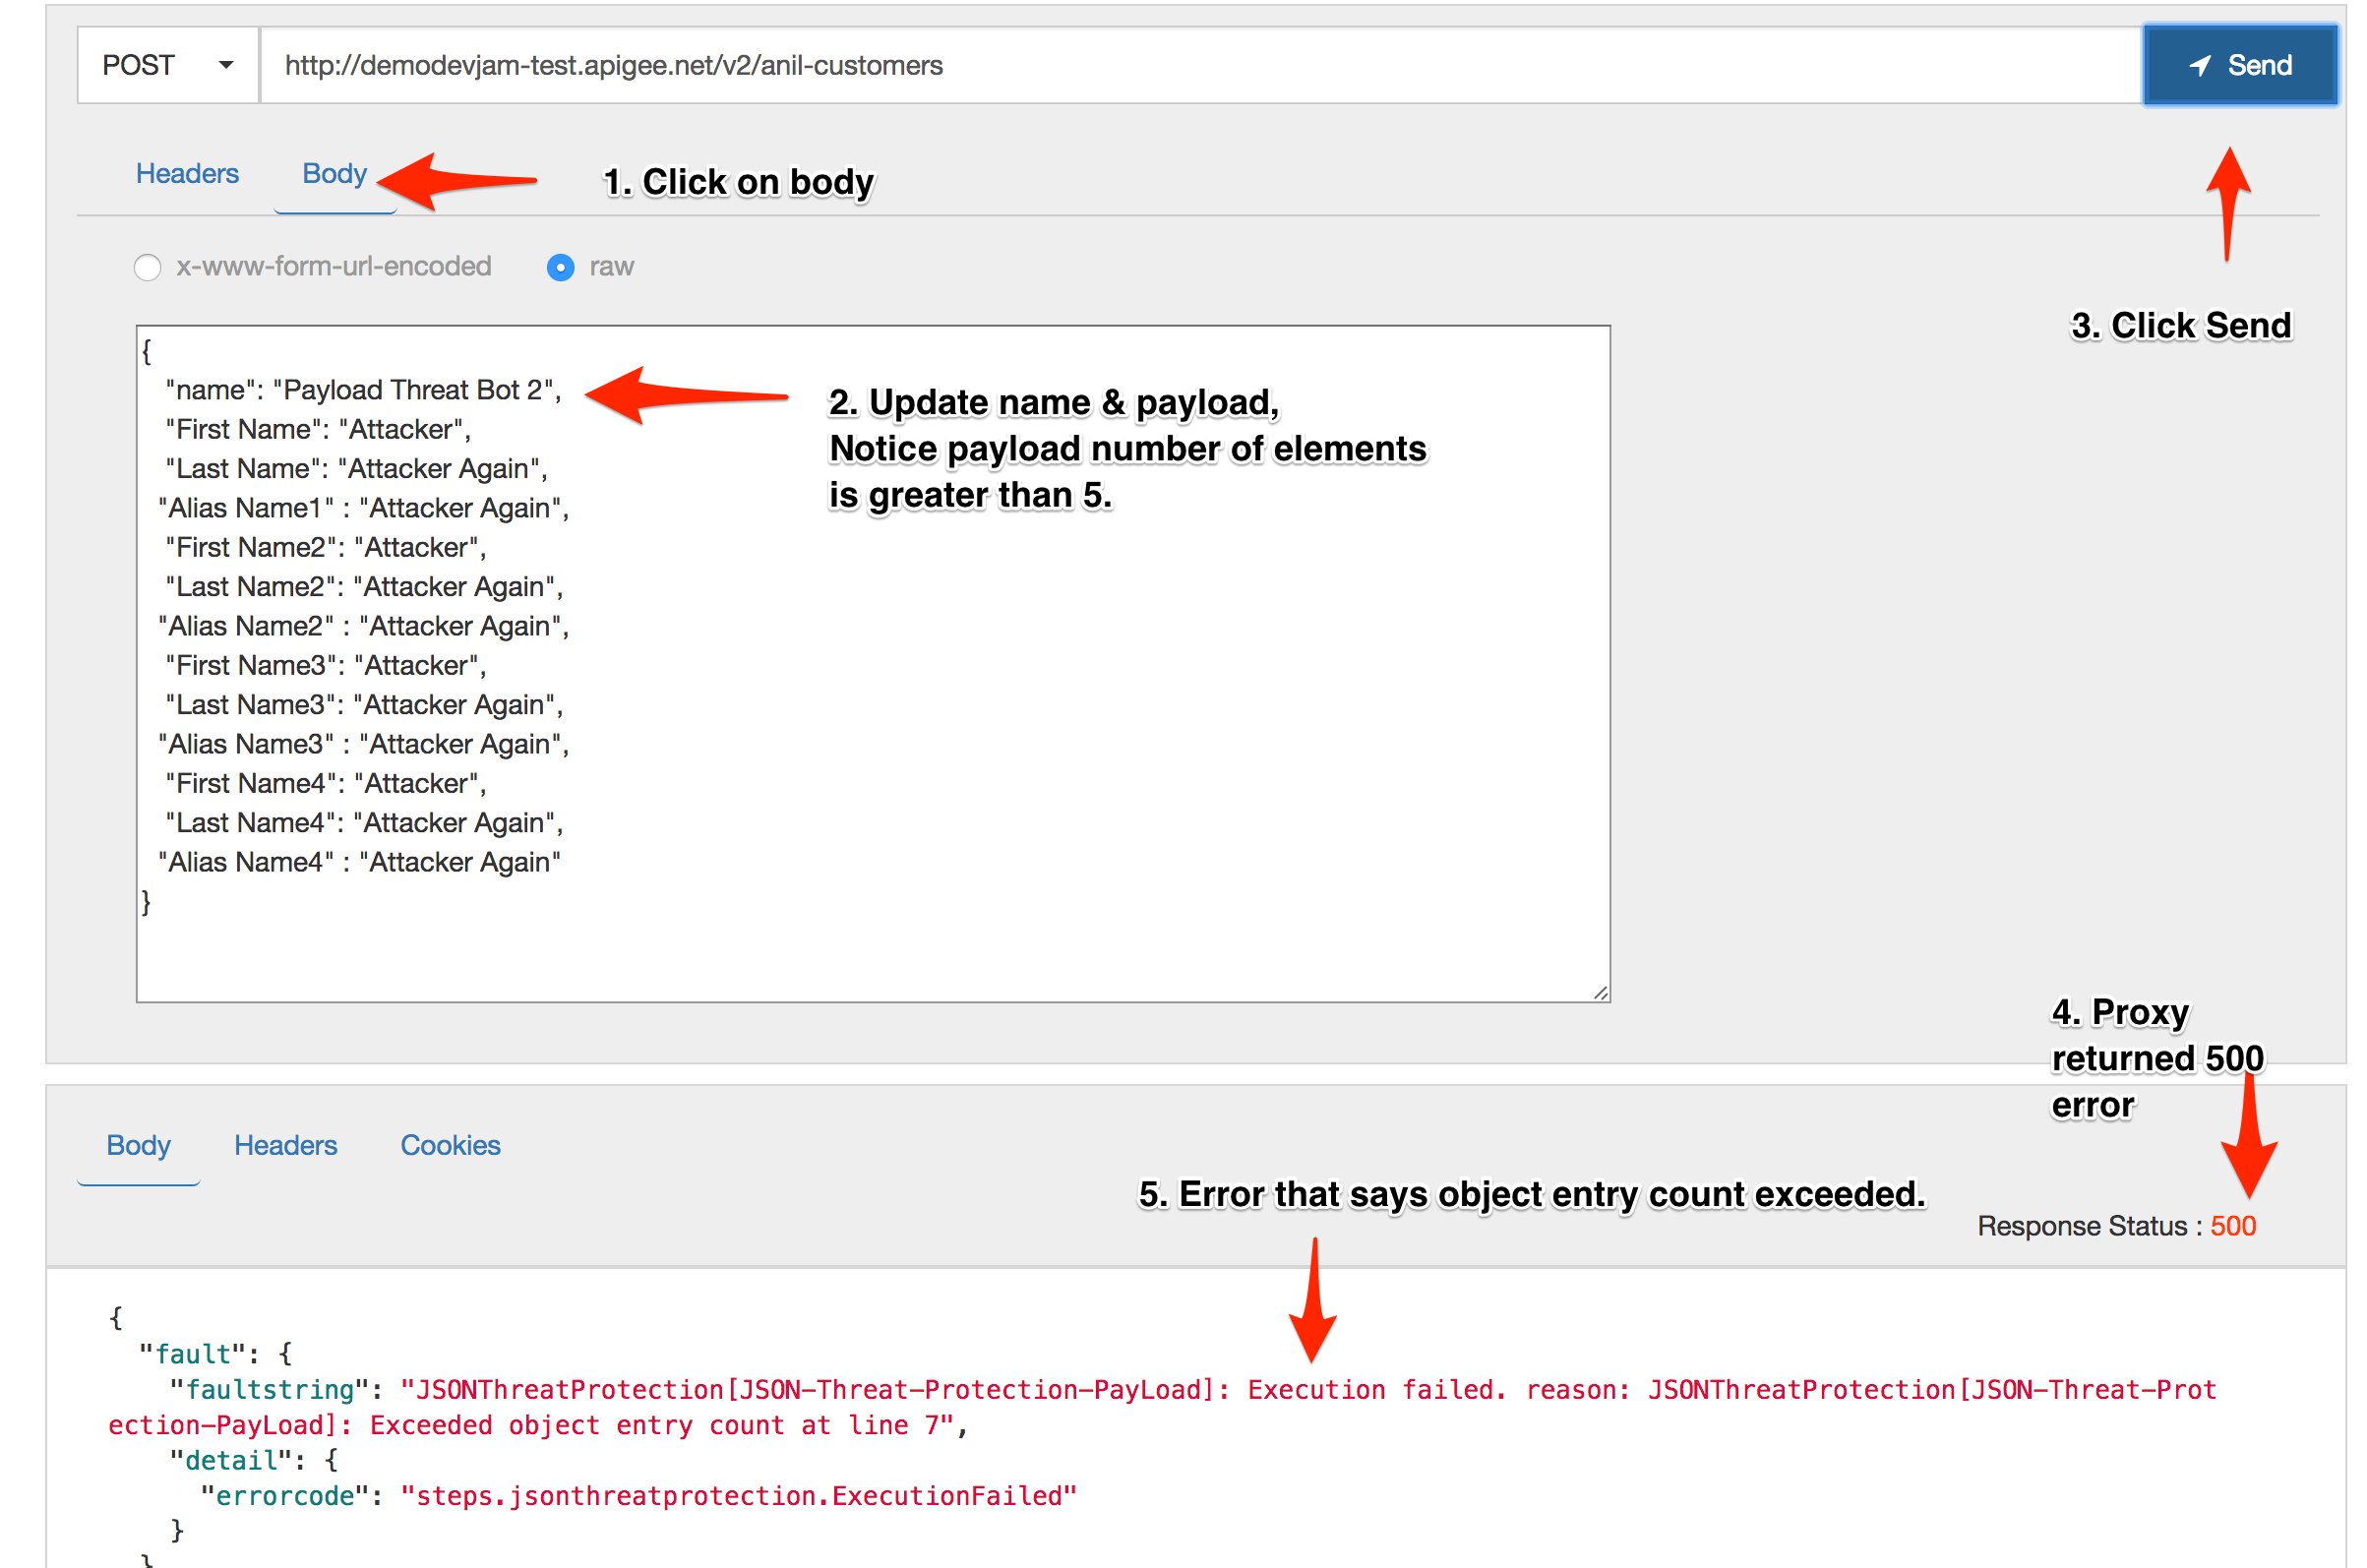 POST
http://demodevjam-test.apigee.net/v2/anil-customers
Send
Headers
Body
1. Click on body
x-www-form-url-encoded
raw
3. Click Send
{
"name": "Payload Threat Bot 2",
"First Name": "Attacker",
"Last Name": "Attacker Again",
"Alias Name1" : "Attacker Again",
"First Name2": "Attacker",
"Last Name2": "Attacker Again",
"Alias Name2" : "Attacker Again",
"First Name3": "Attacker",
"Last Name3": "Attacker Again",
"Alias Name3" : "Attacker Again",
"First Name4": "Attacker",
"Last Name4": "Attacker Again",
"Alias Name4" : "Attacker Again"
}
2. Update name & payload,
Notice payload number of elements
is greater than 5.
4. Proxy
returned 500
error
Body
Headers
Cookies
5. Error that says object entry count exceeded.
Response Status : 500
{
"fault": {
"faultstring": "JSONThreatProtection[JSON-Threat-Protection-PayLoad]: Execution failed. reason: JSONThreatProtection[JSON-Threat-Prot
ection-PayLoad]: Exceeded object entry count at line 7",
"detail": {
"errorcode": "steps.jsonthreatprotection.ExecutionFailed"
}
}